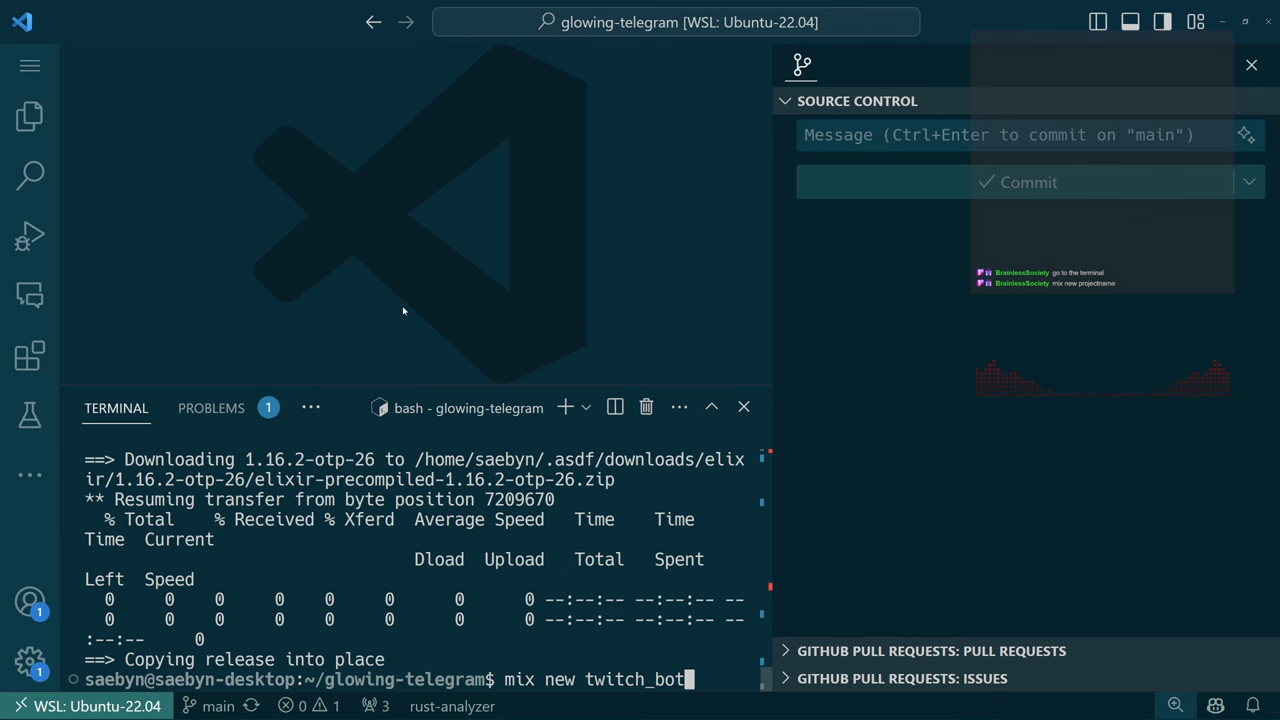 glowing-telegram [WSL: Ubuntu-22.04]
SOURCE CONTROL
Message (Ctrl+Enter to commit on "main")
Commit
BrainlessSociety go to the terminal
BrainlessSociety mix new projectname
TERMINAL
PROBLEMS
1
bash - glowing-telegram
==> Downloading 1.16.2-otp-26 to /home/saebyn/.asdf/downloads/elix
ir/1.16.2-otp-26/elixir-precompiled-1.16.2-otp-26.zip
** Resuming transfer from byte position 7209670
% Total % Received % Xferd Average Speed Time Time
Time Current
Dload Upload Total Spent
Left Speed
0 0 0 0 0 0 0 0 --:--:-- --:--:-- --
0 0 0 0 0 0 0 0 --:--:-- --:--:-- --
:--:-- 0
==> Copying release into place
saebyn@saebyn-desktop:~/glowing-telegram$ mix new twitch_bot
GITHUB PULL REQUESTS: PULL REQUESTS
GITHUB PULL REQUESTS: ISSUES
1
1
WSL: Ubuntu-22.04
main
0
1
3
rust-analyzer